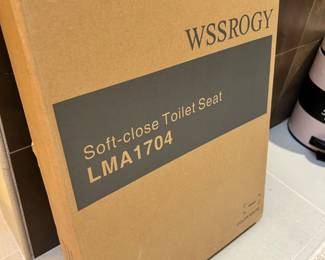 WSSROGY
Soft-close Toilet Seat
LMA1704